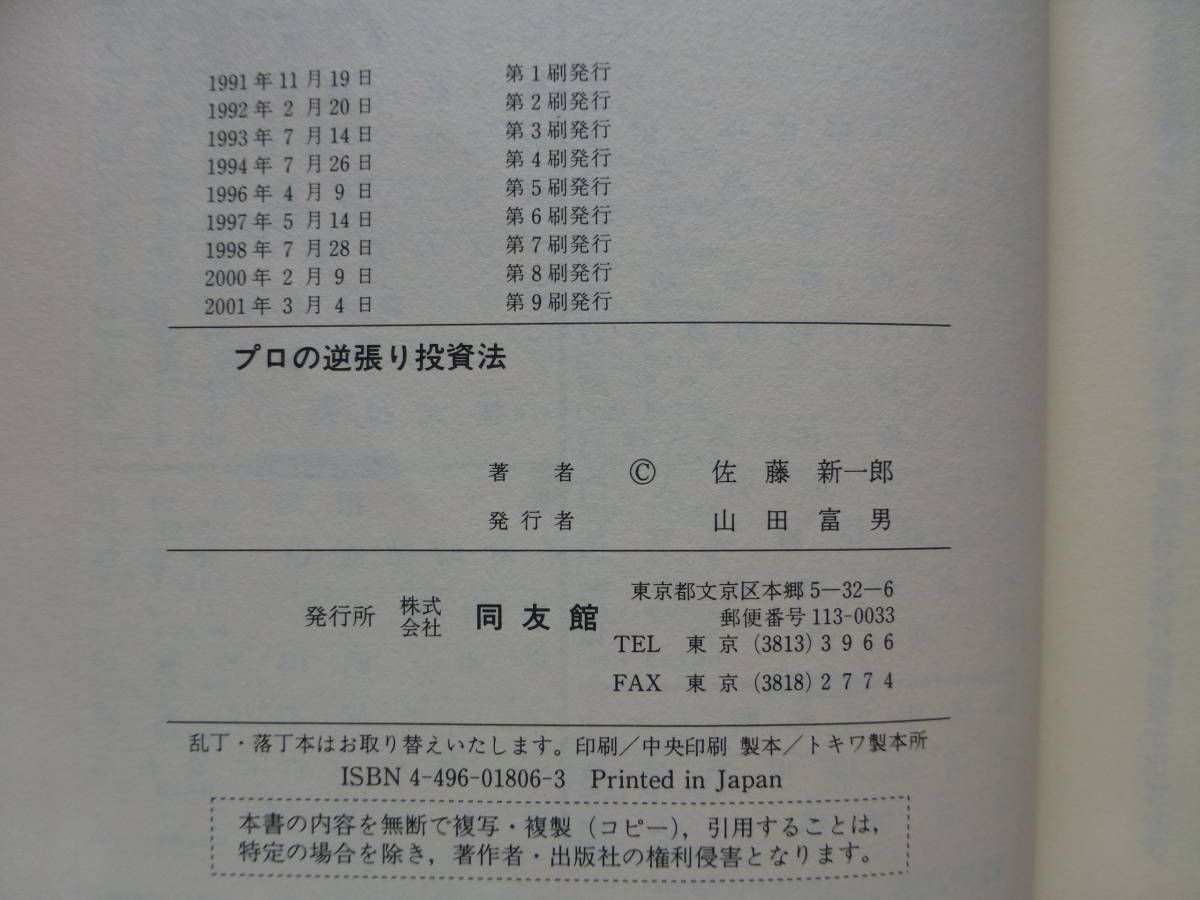 1991年11月19日 第1刷発行
1992年2月20日 第2刷発行
1993年7月14日 第3刷発行
1994年7月26日 第4刷発行
1996年4月9日 第5刷発行
1997年5月14日 第6刷発行
1998年7月28日 第7刷発行
2000年2月9日 第8刷発行
2001年3月4日 第9刷発行
プロの逆張り投資法
著者 © 佐藤新一郎
発行者 山田富男
発行所 株式会社 同友館
東京都文京区本郷5―32―6
郵便番号113-0033
TEL 東京(3813)3966
FAX 東京(3818)2774
乱丁・落丁本はお取り替えいたします。印刷/中央印刷 製本/トキワ製本所
ISBN 4-496-01806-3 Printed in Japan
本書の内容を無断で複写・複製(コピー),引用することは,
特定の場合を除き,著作者・出版社の権利侵害となります。